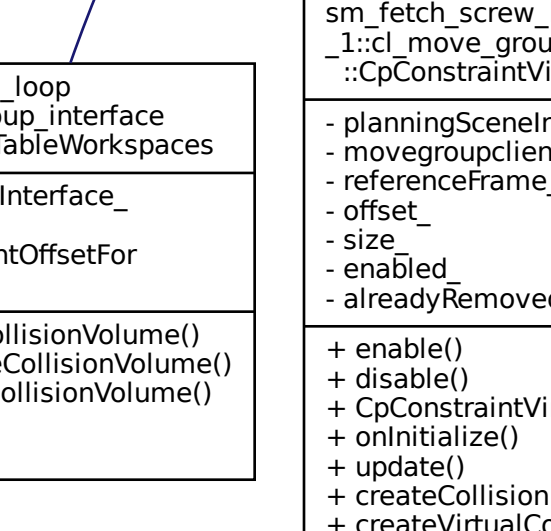 _loop
up_interface
TableWorkspaces
Interface_
ntOffsetFor
ollisionVolume()
eCollisionVolume()
ollisionVolume()
sm_fetch_screw_
_1::cl_move_grou
::CpConstraintVi
- planningSceneIn
- movegroupclien
- referenceFrame_
- offset_
- size_
- enabled_
- alreadyRemoved
+ enable()
+ disable()
+ CpConstraintVi
+ onInitialize()
+ update()
+ createCollision
+ createVirtualCo